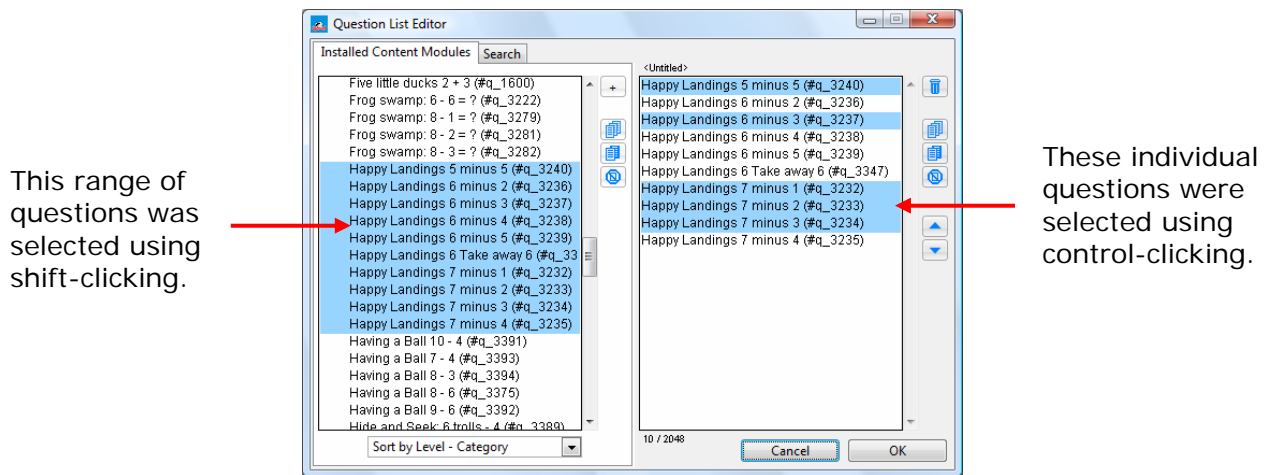 Question List Editor
Installed Content Modules
Search
Five little ducks 2 + 3 (#q_1600)
Frog swamp: 6 - 6 = ? (#q_3222)
Frog swamp: 8 - 1 = ? (#q_3279)
Frog swamp: 8 - 2 = ? (#q_3281)
Frog swamp: 8 - 3 = ? (#q_3282)
Happy Landings 5 minus 5 (#q_3240)
Happy Landings 6 minus 2 (#q_3236)
Happy Landings 6 minus 3 (#q_3237)
Happy Landings 6 minus 4 (#q_3238)
Happy Landings 6 minus 5 (#q_3239)
Happy Landings 6 Take away 6 (#q_33
Happy Landings 7 minus 1 (#q_3232)
Happy Landings 7 minus 2 (#q_3233)
Happy Landings 7 minus 3 (#q_3234)
Happy Landings 7 minus 4 (#q_3235)
Having a Ball 10 - 4 (#q_3391)
Having a Ball 7 - 4 (#q_3393)
Having a Ball 8 - 3 (#q_3394)
Having a Ball 8 - 6 (#q_3375)
Having a Ball 9 - 6 (#q_3392)
Hide and Seek: 6 trolls - 4 (#q_3389)
Sort by Level - Category
<Untitled>
Happy Landings 5 minus 5 (#q_3240)
Happy Landings 6 minus 2 (#q_3236)
Happy Landings 6 minus 3 (#q_3237)
Happy Landings 6 minus 4 (#q_3238)
Happy Landings 6 minus 5 (#q_3239)
Happy Landings 6 Take away 6 (#q_3347)
Happy Landings 7 minus 1 (#q_3232)
Happy Landings 7 minus 2 (#q_3233)
Happy Landings 7 minus 3 (#q_3234)
Happy Landings 7 minus 4 (#q_3235)
10 / 2048
Cancel
OK
This range of
questions was
selected using
shift-clicking.
These individual
questions were
selected using
control-clicking.